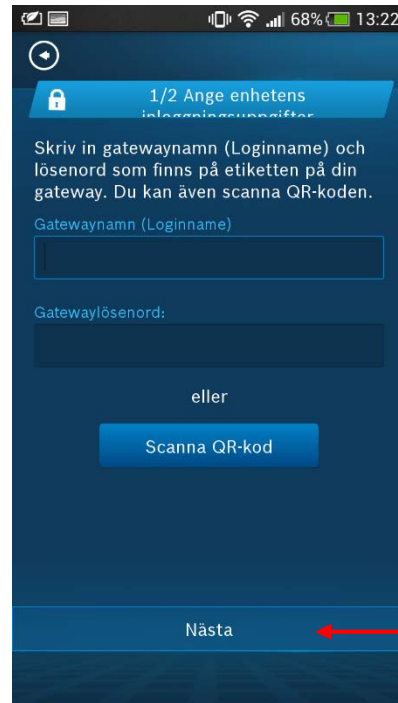 68% 13:22
1/2 Ange enhetens
inloggningsuppgifter
Skriv in gatewaynamn (Loginname) och
lösenord som finns på etiketten på din
gateway. Du kan även scanna QR-koden.
Gatewaynamn (Loginname)
Gatewaylösenord:
eller
Scanna QR-kod
Nästa